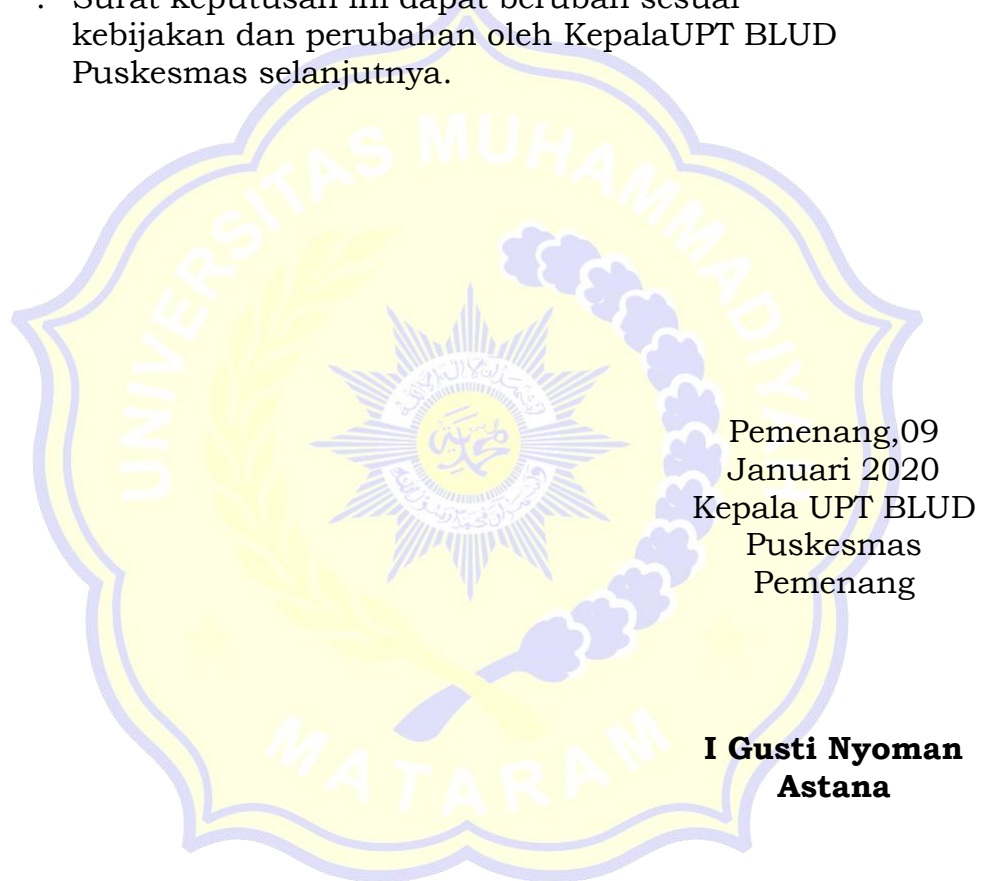 : Surat keputusan ini dapat berubah sesuai
kebijakan dan perubahan oleh KepalaUPT BLUD
Puskesmas selanjutnya.
UNIVERSITAS MUHAMMADIYAH
Pemenang,09
Januari 2020
Kepala UPT BLUD
Puskesmas
Pemenang
I Gusti Nyoman
Astana
MATARAM